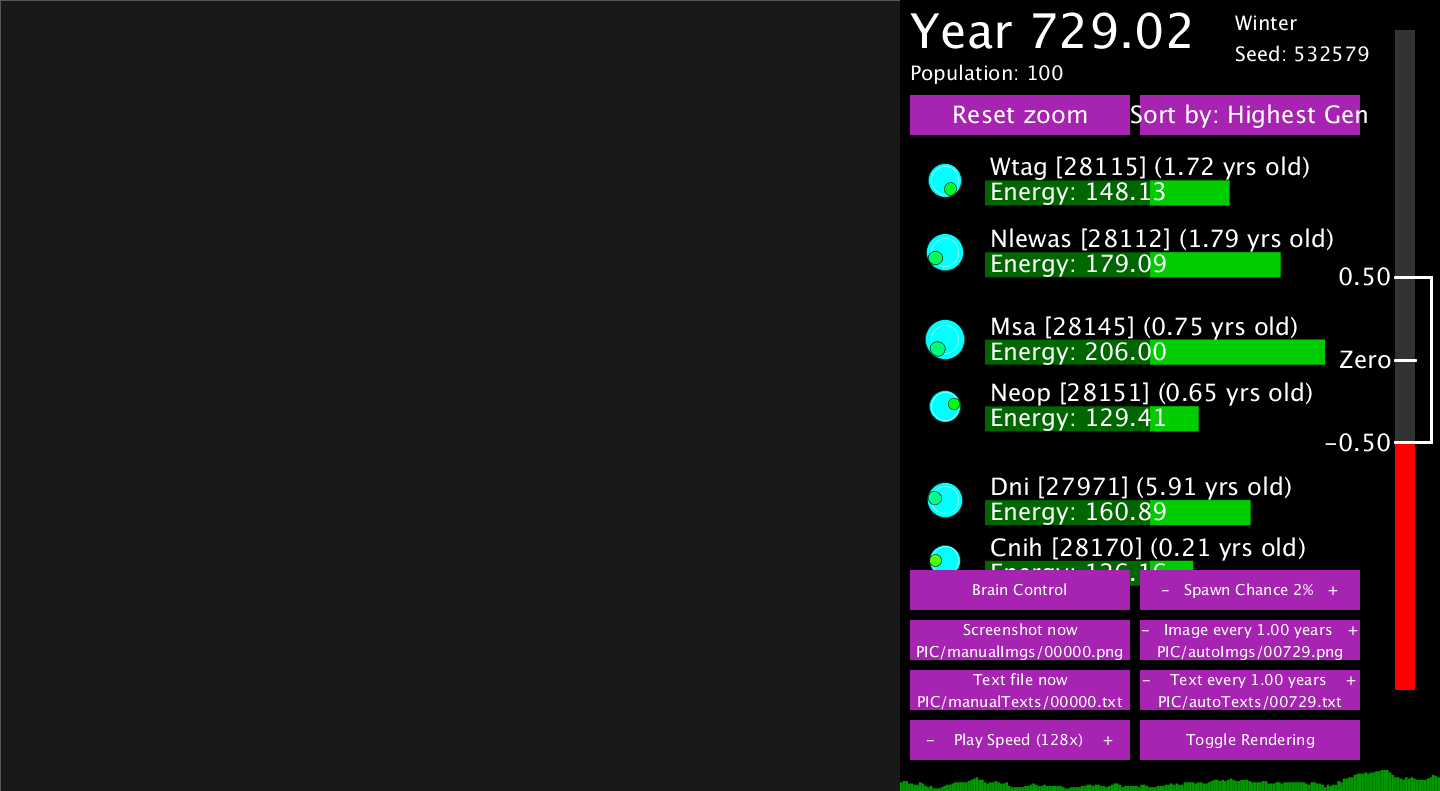 Year 729.02
Winter
Seed: 532579
Population: 100
Reset zoom
Sort by: Highest Gen
Wtag [28115] (1.72 yrs old)
Energy: 148.13
Nlewas [28112] (1.79 yrs old)
Energy: 179.09
0.50
Msa [28145] (0.75 yrs old)
Energy: 206.00
Zero
Neop [28151] (0.65 yrs old)
Energy: 129.41
-0.50
Dni [27971] (5.91 yrs old)
Energy: 160.89
Cnih [28170] (0.21 yrs old)
Brain Control
- Spawn Chance 2% +
Screenshot now
PIC/manualImgs/00000.png
- Image every 1.00 years +
PIC/autoImgs/00729.png
Text file now
PIC/manualTexts/00000.txt
- Text every 1.00 years +
PIC/autoTexts/00729.txt
- Play Speed (128x) +
Toggle Rendering